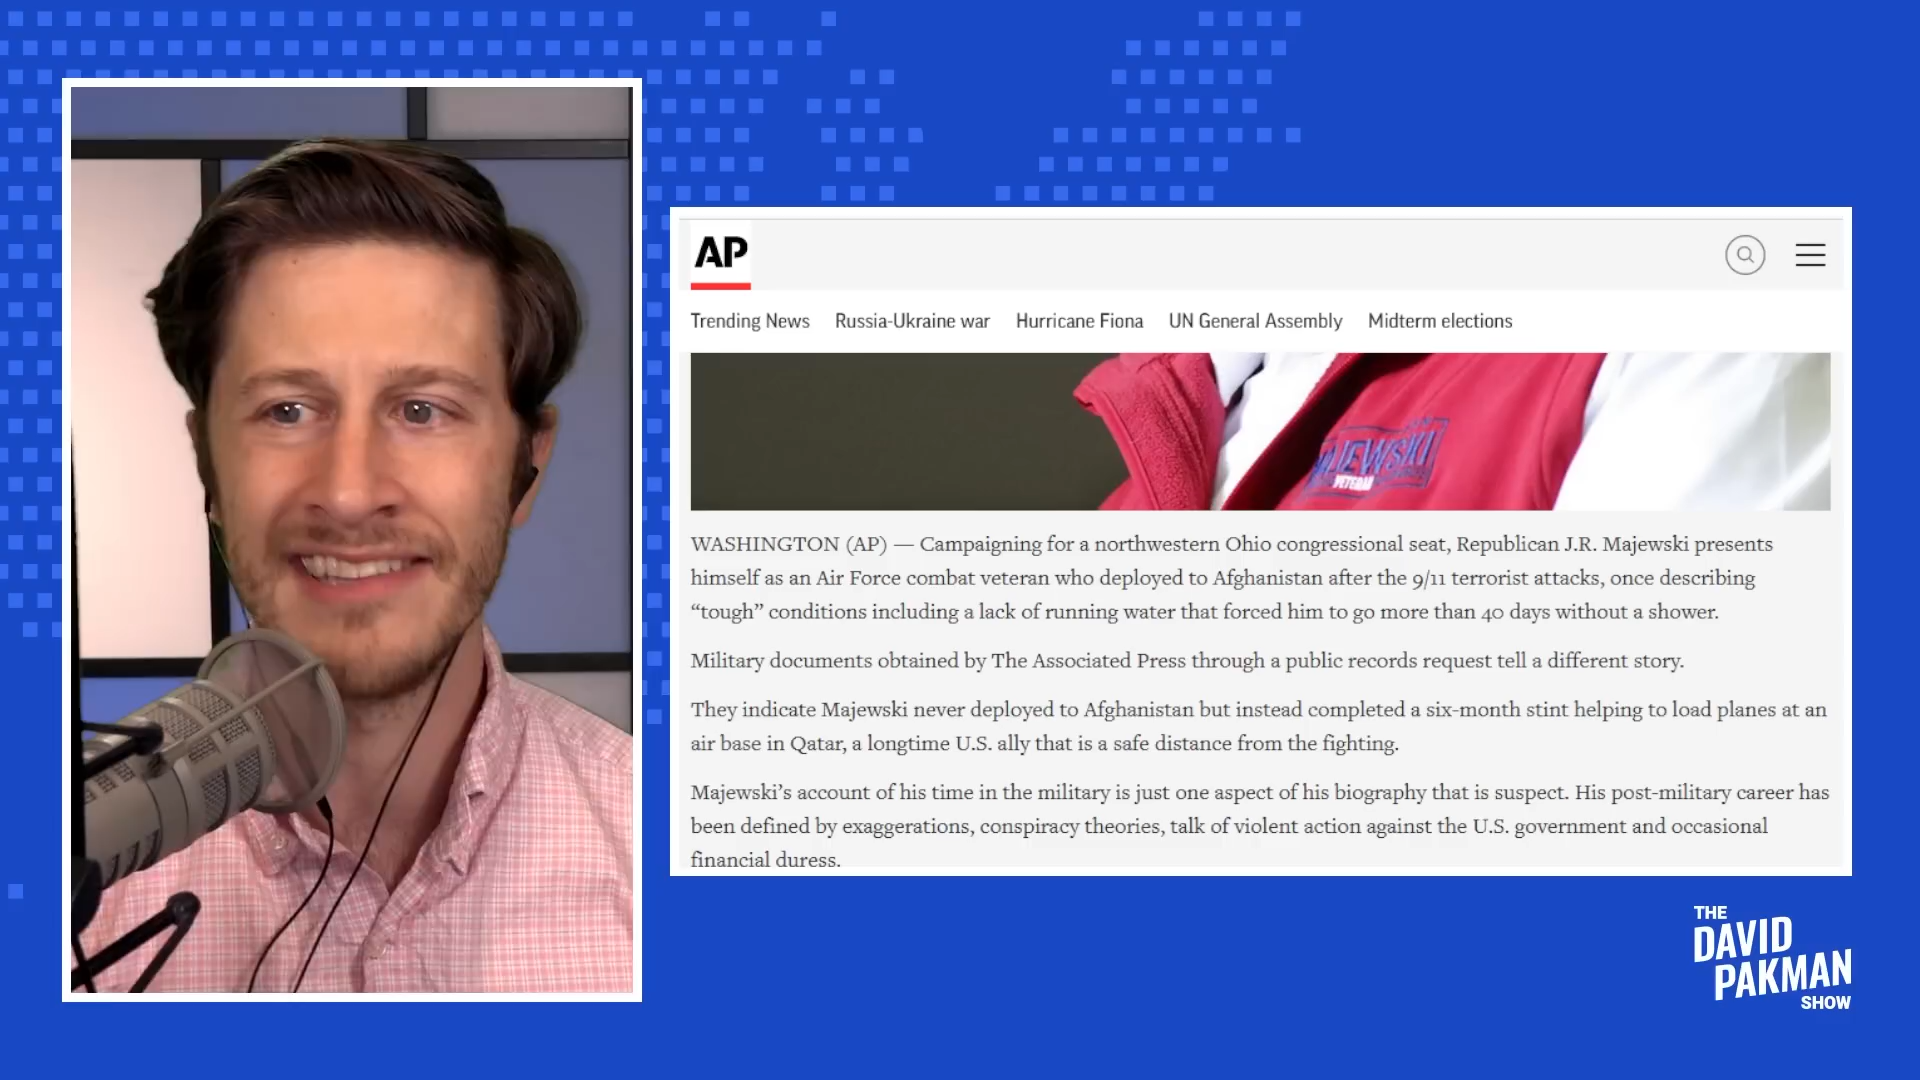 AP
Trending News Russia-Ukraine war Hurricane Fiona UN General Assembly Midterm elections
MAJEWSKI
VETERAN
WASHINGTON (AP) — Campaigning for a northwestern Ohio congressional seat, Republican J.R. Majewski presents
himself as an Air Force combat veteran who deployed to Afghanistan after the 9/11 terrorist attacks, once describing
“tough” conditions including a lack of running water that forced him to go more than 40 days without a shower.
Military documents obtained by The Associated Press through a public records request tell a different story.
They indicate Majewski never deployed to Afghanistan but instead completed a six-month stint helping to load planes at an
air base in Qatar, a longtime U.S. ally that is a safe distance from the fighting.
Majewski’s account of his time in the military is just one aspect of his biography that is suspect. His post-military career has
been defined by exaggerations, conspiracy theories, talk of violent action against the U.S. government and occasional
financial duress.
THE
DAVID
PAKMAN
SHOW